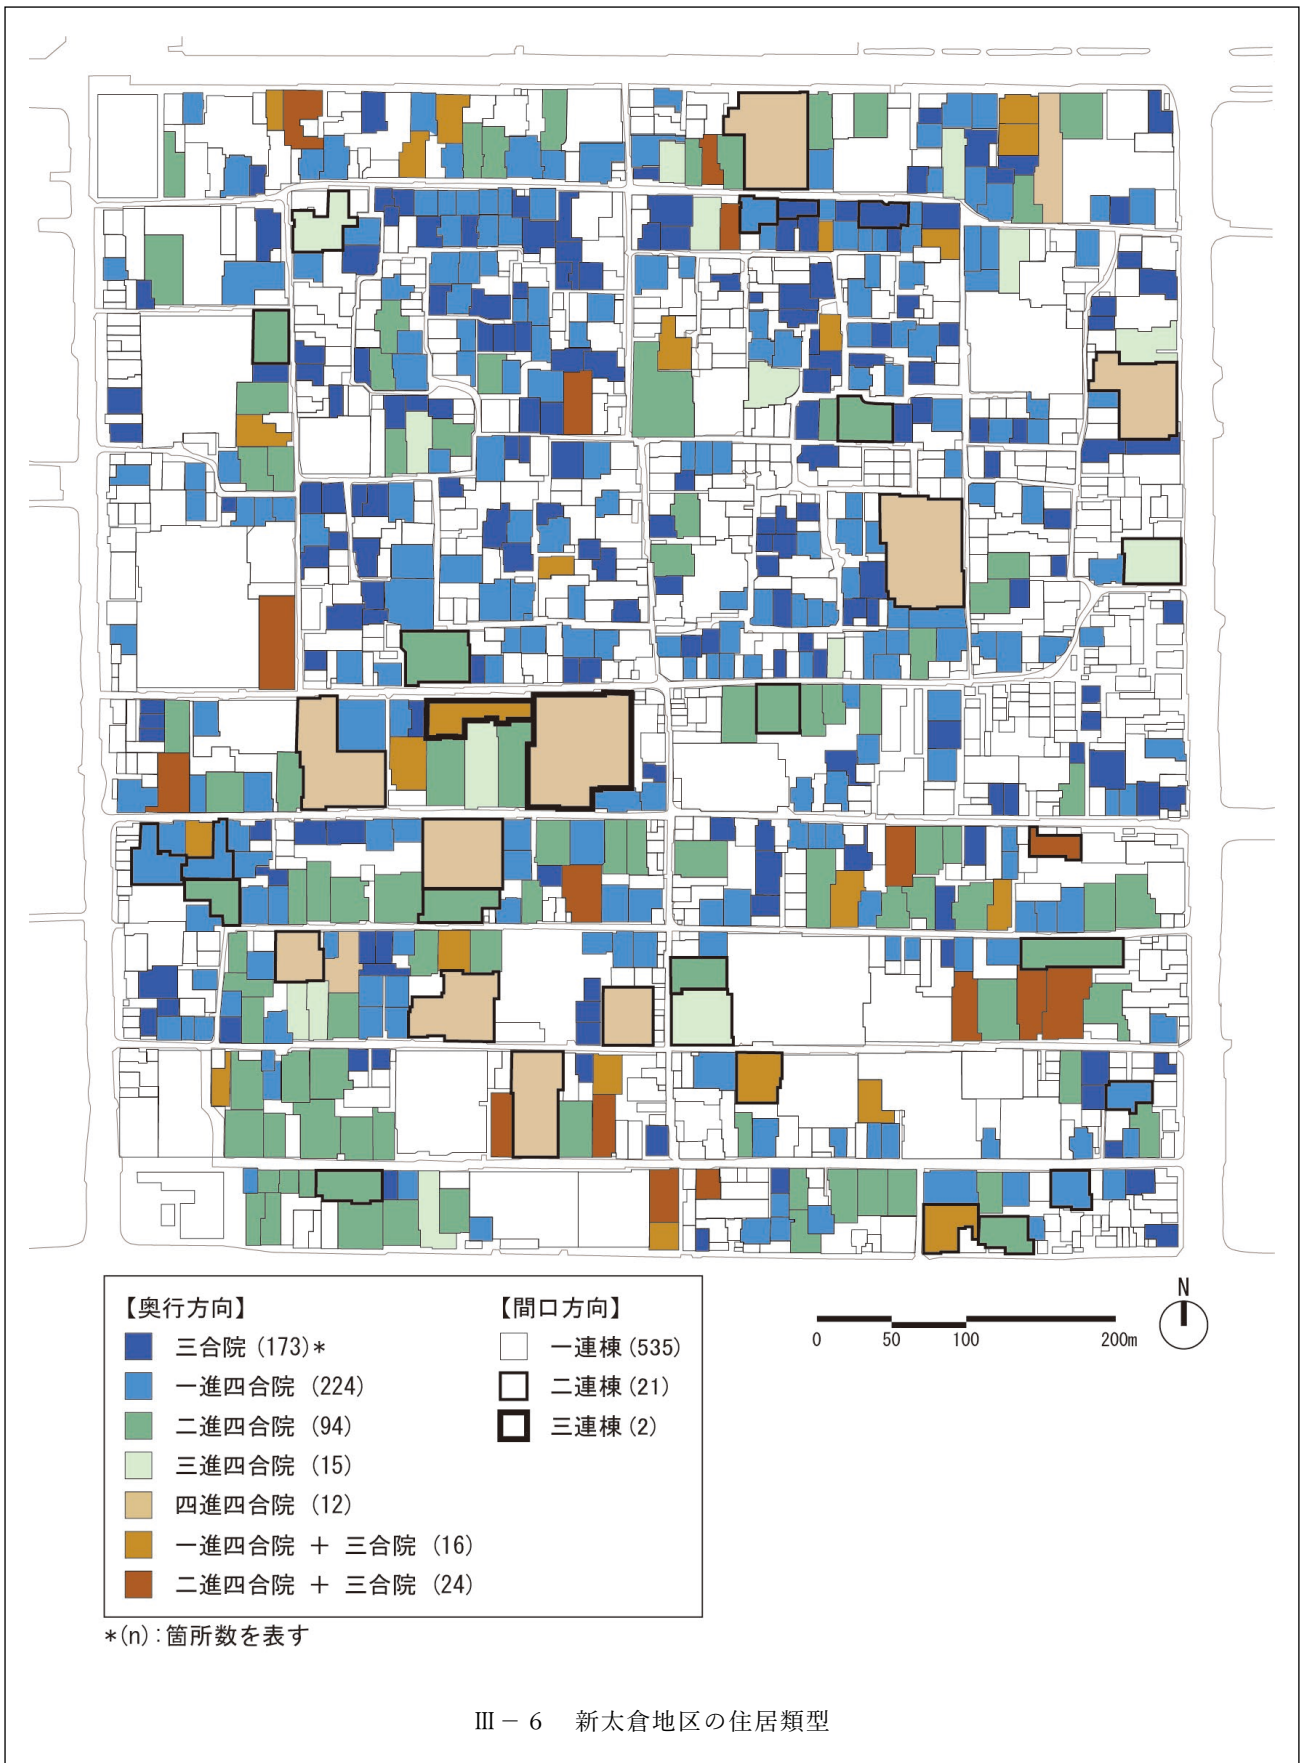 【奥行方向】
三合院 (173)*
一進四合院 (224)
二進四合院 (94)
三進四合院 (15)
四進四合院 (12)
一進四合院 + 三合院 (16)
二進四合院 + 三合院 (24)
【間口方向】
一連棟 (535)
二連棟 (21)
三連棟 (2)
0 50 100 200m
N
*(n):箇所数を表す
Ⅲ－6 新太倉地区の住居類型